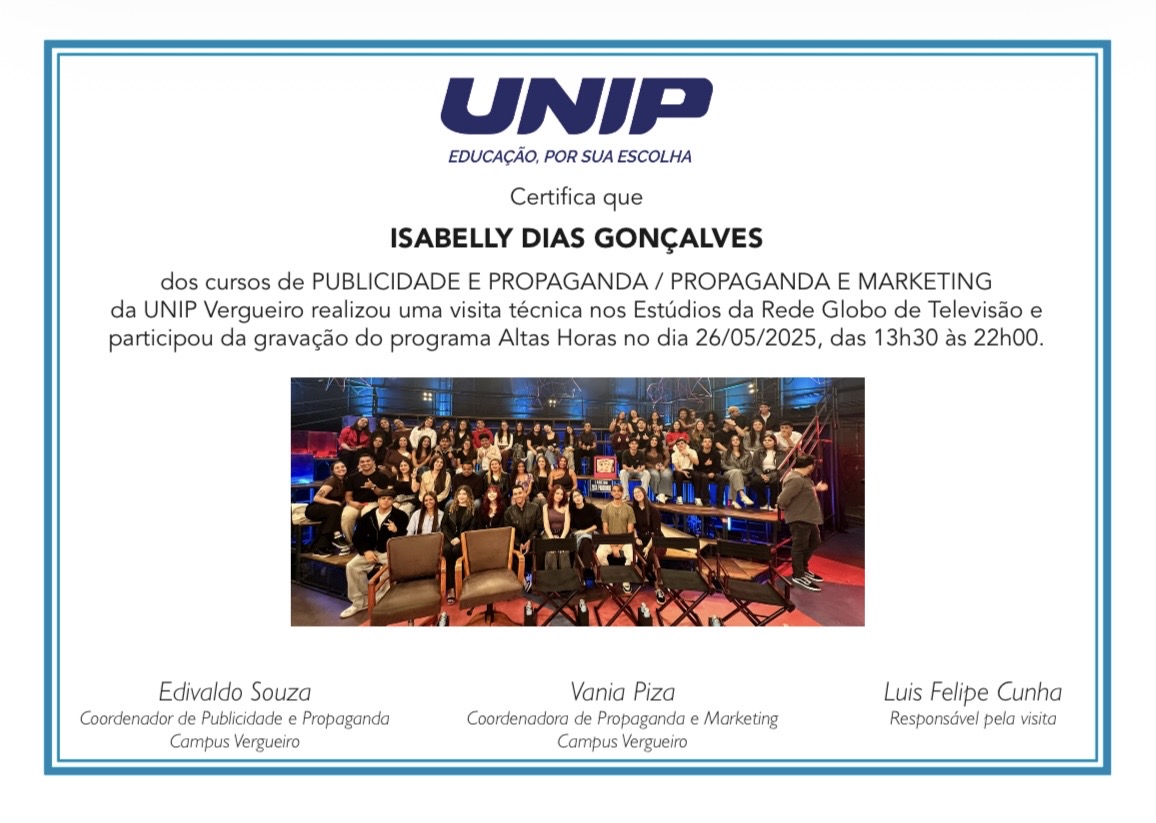 UNIP
EDUCAÇÃO, POR SUA ESCOLHA
Certifica que
ISABELLY DIAS GONÇALVES
dos cursos de PUBLICIDADE E PROPAGANDA / PROPAGANDA E MARKETING
da UNIP Vergueiro realizou uma visita técnica nos Estúdios da Rede Globo de Televisão e
participou da gravação do programa Altas Horas no dia 26/05/2025, das 13h30 às 22h00.
Edivaldo Souza
Coordenador de Publicidade e Propaganda
Campus Vergueiro
Vania Piza
Coordenadora de Propaganda e Marketing
Campus Vergueiro
Luis Felipe Cunha
Responsável pela visita